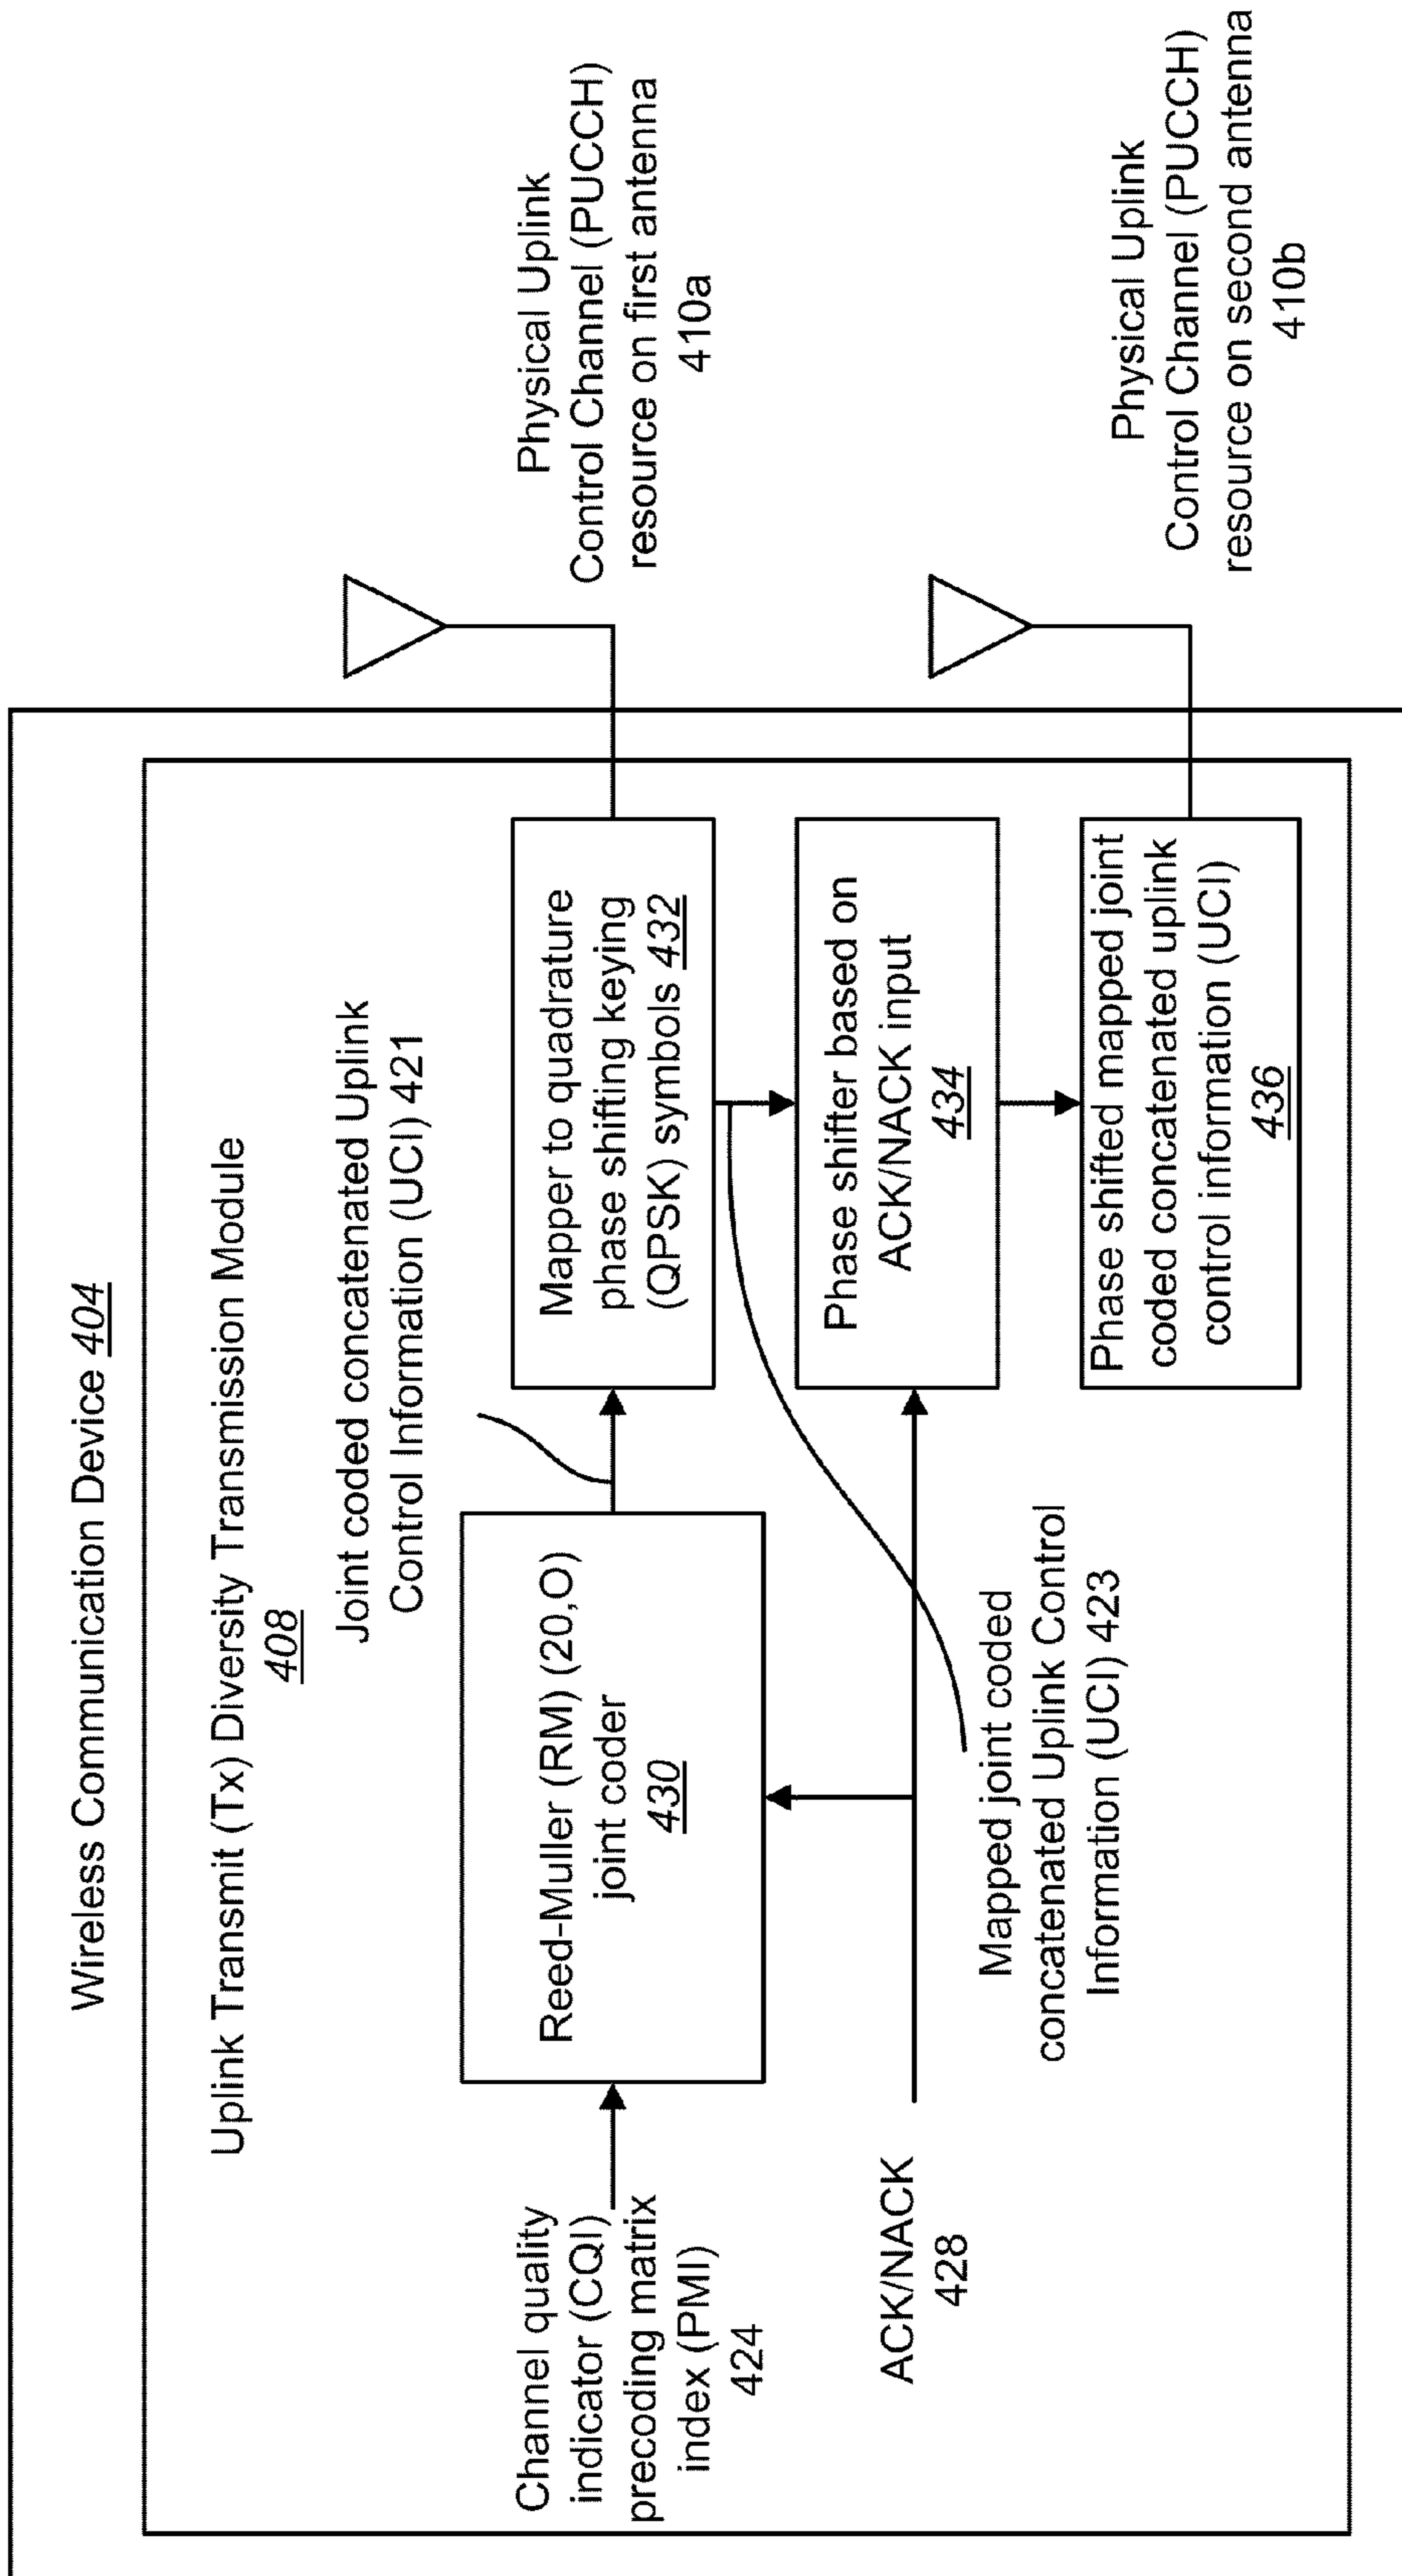 Wireless Communication Device 404
Uplink Transmit (Tx) Diversity Transmission Module
408
Joint coded concatenated Uplink
Control Information (UCI) 421
Channel quality
indicator (CQI)
precoding matrix
index (PMI)
424
Reed-Muller (RM) (20,O)
joint coder
430
Mapper to quadrature
phase shifting keying
(QPSK) symbols 432
Physical Uplink
Control Channel (PUCCH)
resource on first antenna
410a
ACK/NACK
428
Phase shifter based on
ACK/NACK input
434
Mapped joint coded
concatenated Uplink Control
Information (UCI) 423
Phase shifted mapped joint
coded concatenated uplink
control information (UCI)
436
Physical Uplink
Control Channel (PUCCH)
resource on second antenna
410b